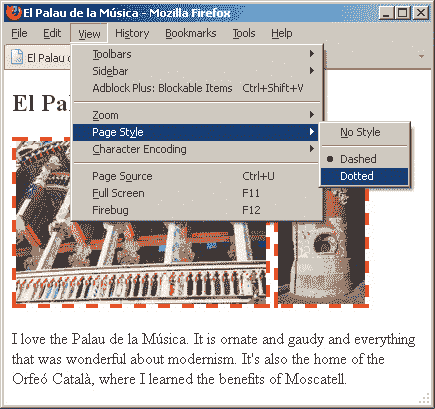 El Palau de la Música - Mozilla Firefox
File Edit View History Bookmarks Tools Help
El Palau d
Toolbars
Sidebar
Adblock Plus: Blockable Items Ctrl+Shift+V
Zoom
Page Style
No Style
Character Encoding
Dashed
Page Source Ctrl+U
Dotted
Full Screen F11
Firebug F12
El Pa
I love the Palau de la Música. It is ornate and gaudy and everything
that was wonderful about modernism. It's also the home of the
Orfeó Català, where I learned the benefits of Moscatell.